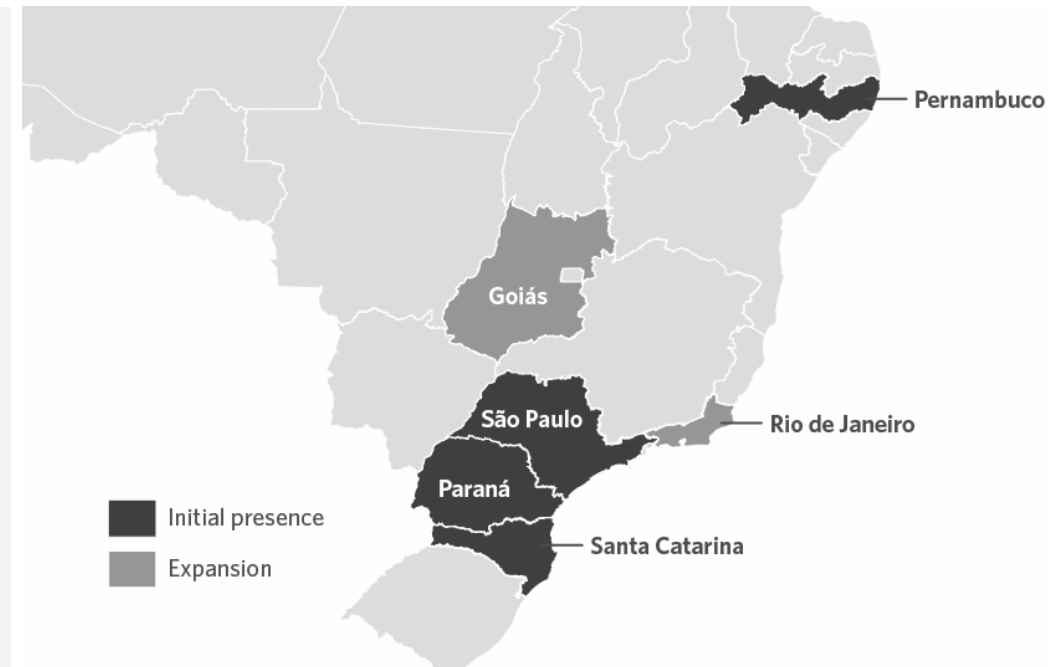 Pernambuco
Goiás
São Paulo
Rio de Janeiro
Paraná
Initial presence
Santa Catarina
Expansion